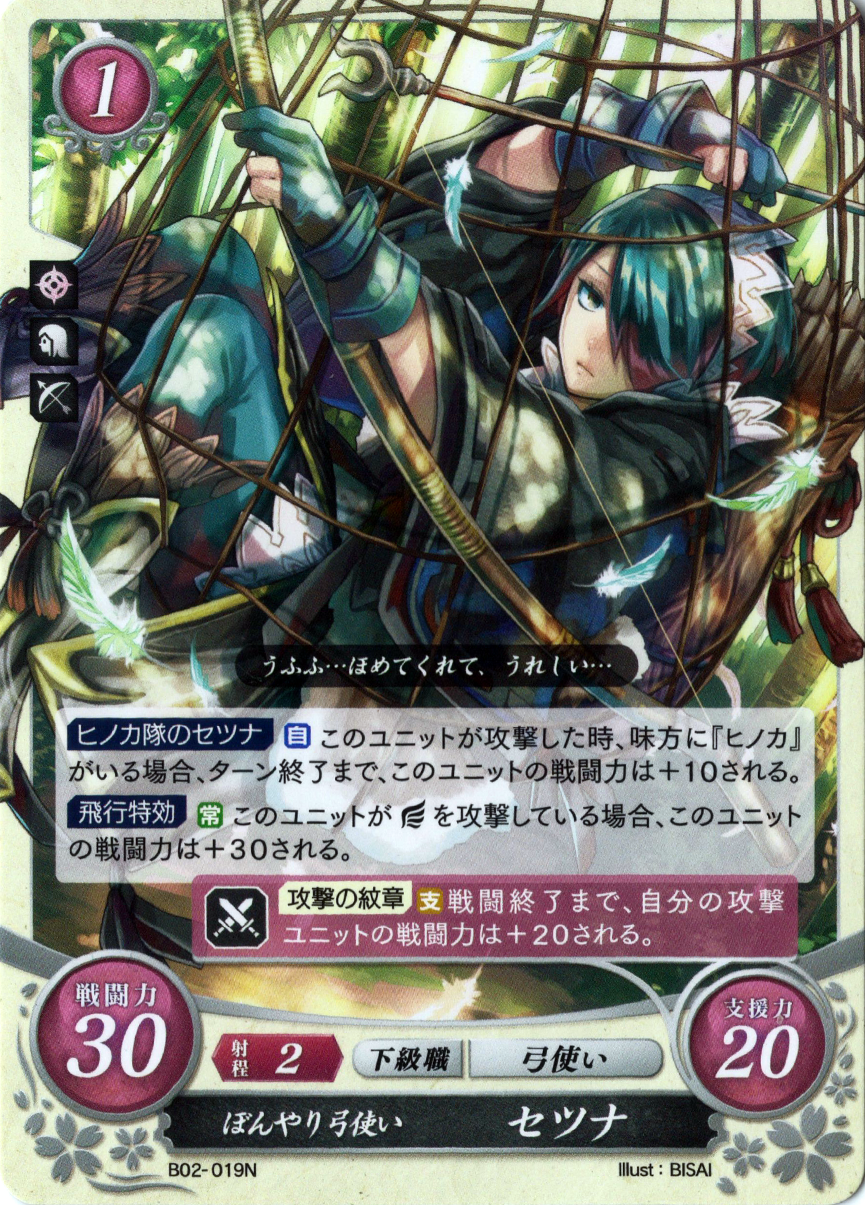 1
うふふ…ほめてくれて、うれしい…
ヒノカ隊のセツナ 自 このユニットが攻撃した時、味方に『ヒノカ』
がいる場合、ターン終了まで、このユニットの戦闘力は＋10される。
飛行特効 常 このユニットが を攻撃している場合、このユニット
の戦闘力は＋30される。
攻撃の紋章 支 戦闘終了まで、自分の攻撃
ユニットの戦闘力は＋20される。
戦闘力
30
射程 2
下級職 弓使い
支援力
20
ぼんやり弓使い セツナ
B02-019N Illust : BISAI